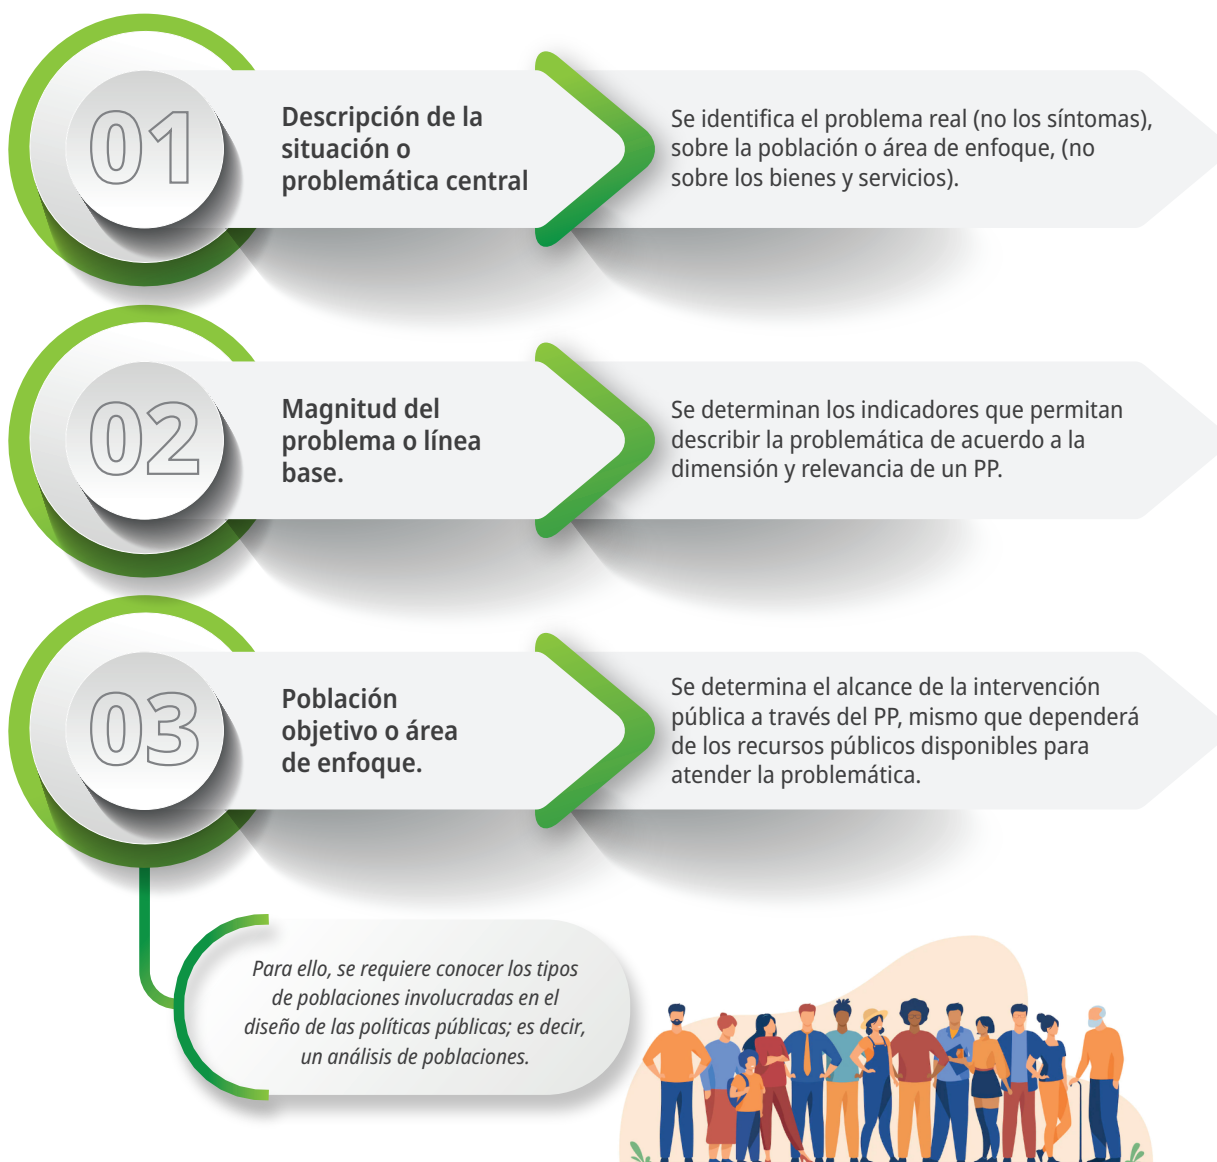 01
Descripción de la
situación o
problemática central
Se identifica el problema real (no los síntomas),
sobre la población o área de enfoque, (no
sobre los bienes y servicios).
02
Magnitud del
problema o línea
base.
Se determinan los indicadores que permitan
describir la problemática de acuerdo a la
dimensión y relevancia de un PP.
03
Población
objetivo o área
de enfoque.
Se determina el alcance de la intervención
pública a través del PP, mismo que dependerá
de los recursos públicos disponibles para
atender la problemática.
Para ello, se requiere conocer los tipos
de poblaciones involucradas en el
diseño de las políticas públicas; es decir,
un análisis de poblaciones.